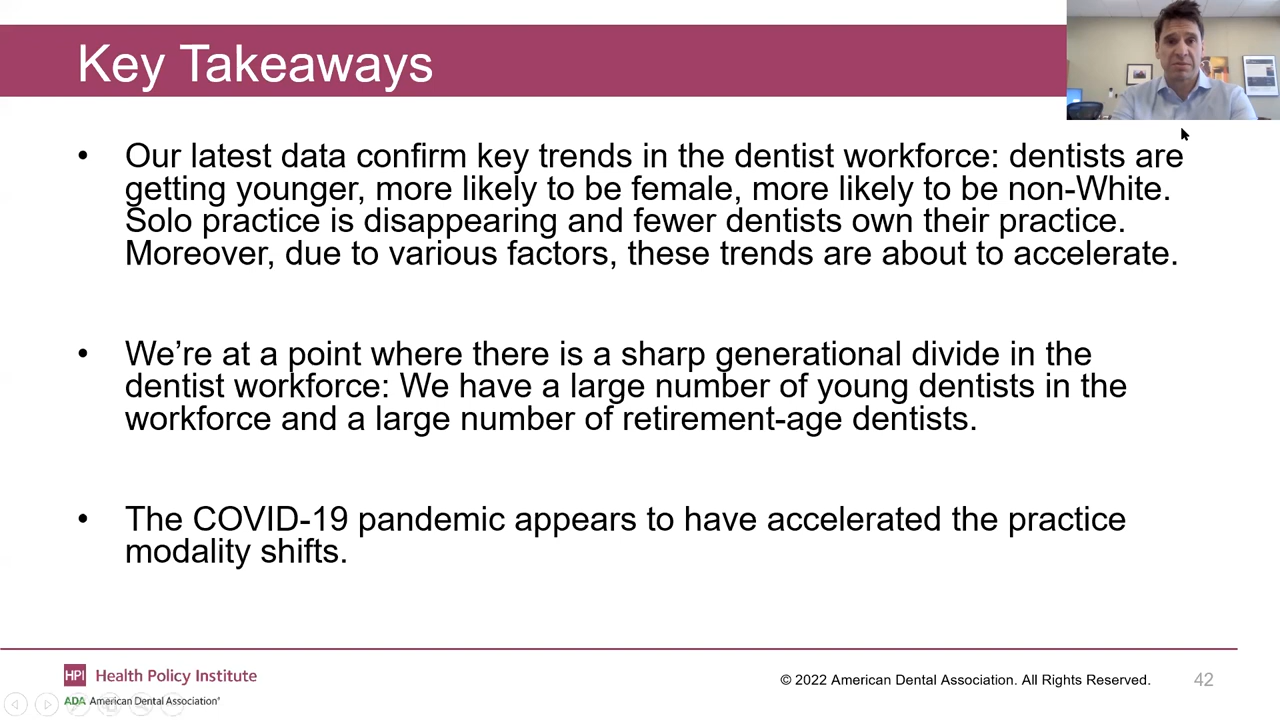 Key Takeaways
• Our latest data confirm key trends in the dentist workforce: dentists are
getting younger, more likely to be female, more likely to be non-White.
Solo practice is disappearing and fewer dentists own their practice.
Moreover, due to various factors, these trends are about to accelerate.
• We’re at a point where there is a sharp generational divide in the
dentist workforce: We have a large number of young dentists in the
workforce and a large number of retirement-age dentists.
• The COVID-19 pandemic appears to have accelerated the practice
modality shifts.
HPI Health Policy Institute
ADA American Dental Association®
© 2022 American Dental Association. All Rights Reserved.
42